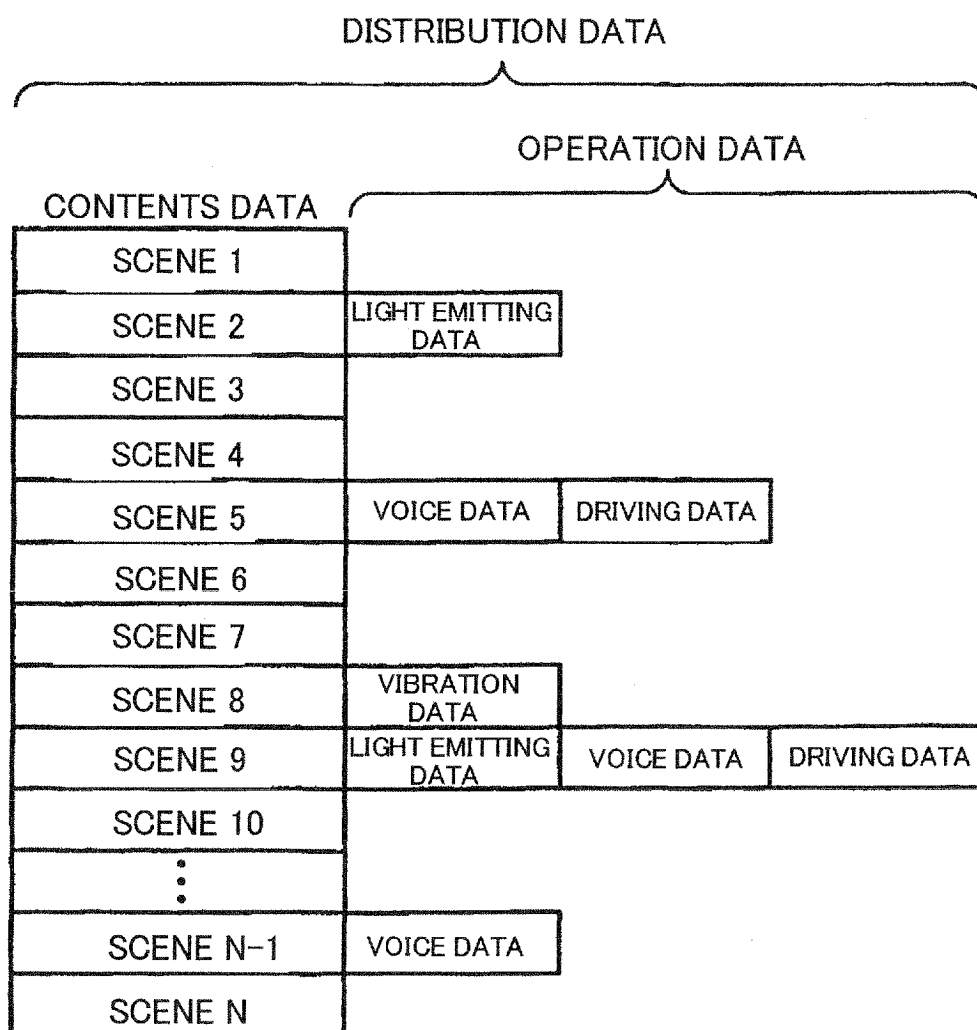 DISTRIBUTION DATA
OPERATION DATA
CONTENTS DATA
SCENE 1
SCENE 2
LIGHT EMITTING
DATA
SCENE 3
SCENE 4
SCENE 5
VOICE DATA
DRIVING DATA
SCENE 6
SCENE 7
SCENE 8
VIBRATION
DATA
SCENE 9
LIGHT EMITTING
DATA
VOICE DATA
DRIVING DATA
SCENE 10
SCENE N-1
VOICE DATA
SCENE N